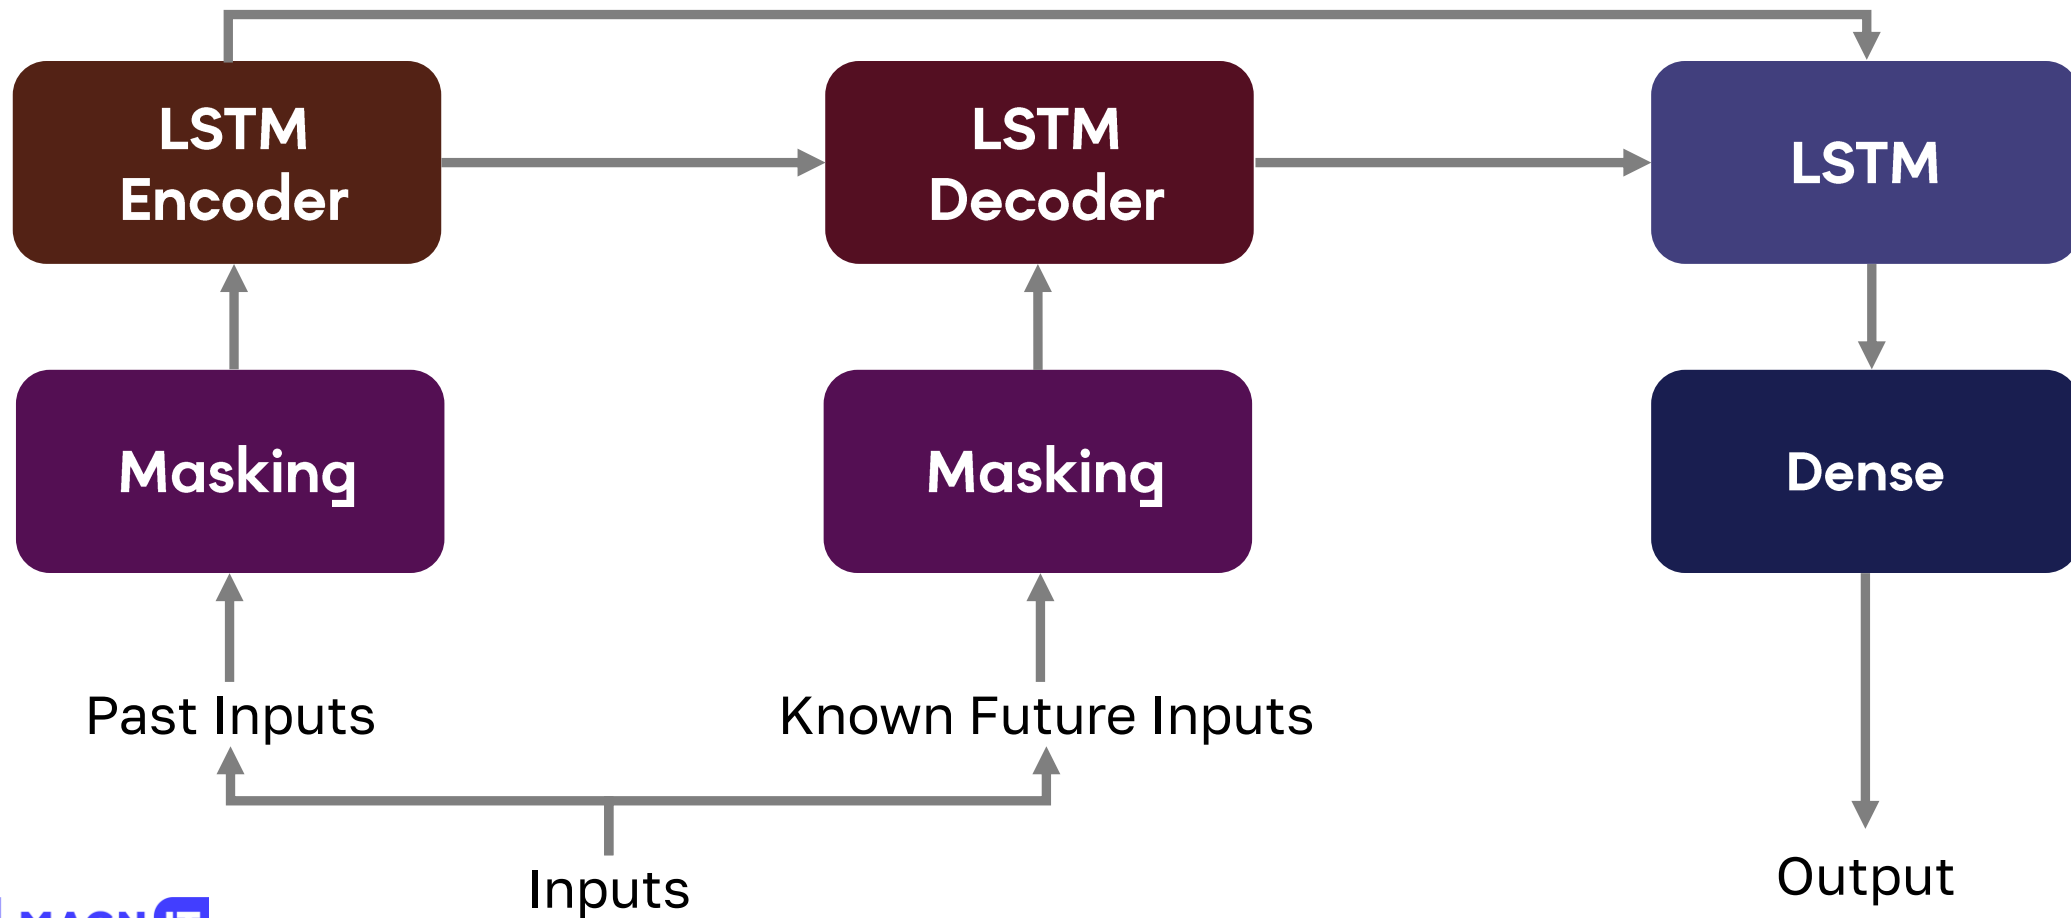 LSTM
Encoder
LSTM
Decoder
LSTM
Masking
Masking
Dense
Past Inputs
Known Future Inputs
Inputs
Output